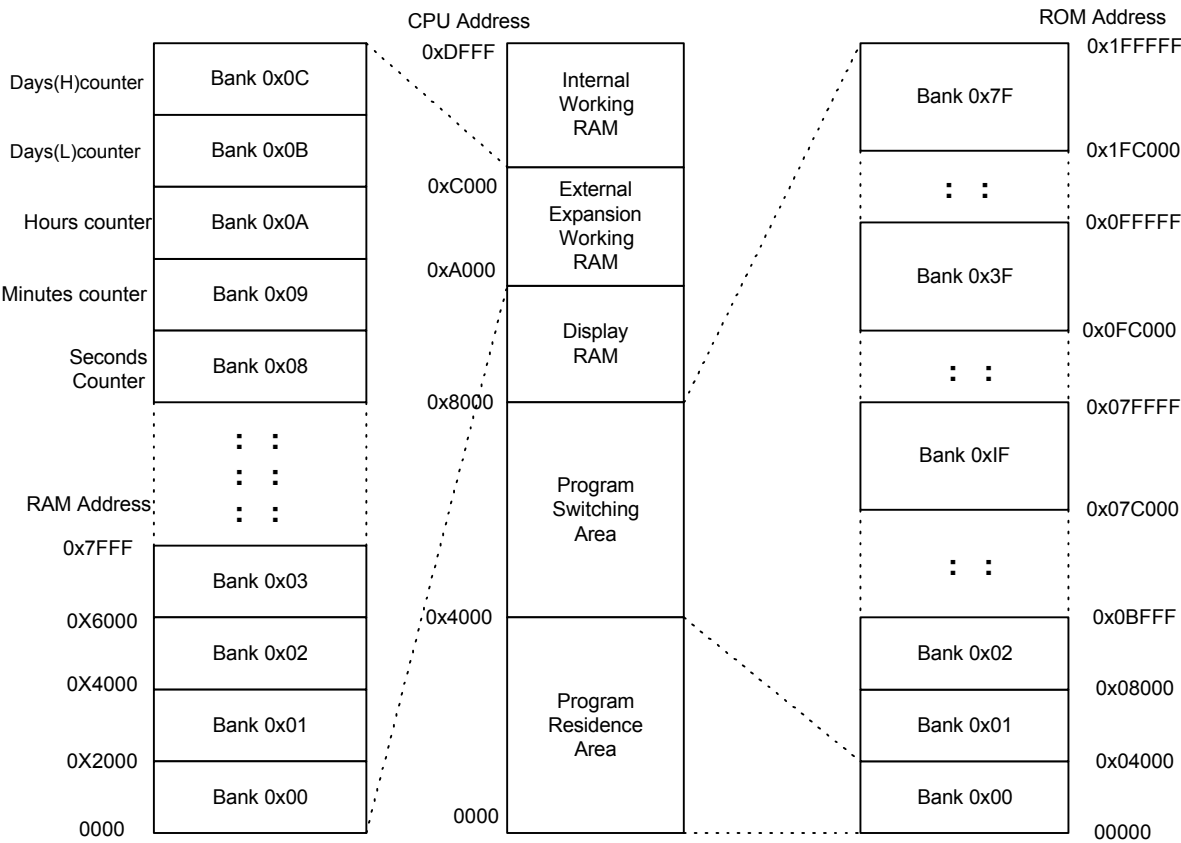 CPU Address
ROM Address
Days(H)counter
Bank 0x0C
Days(L)counter
Bank 0x0B
Hours counter
Bank 0x0A
Minutes counter
Bank 0x09
Seconds
Counter
Bank 0x08
: :
: :
: :
RAM Address
0x7FFF
Bank 0x03
0X6000
Bank 0x02
0X4000
Bank 0x01
0X2000
Bank 0x00
0000
0xDFFF
Internal
Working
RAM
0xC000
External
Expansion
Working
RAM
0xA000
Display
RAM
0x8000
Program
Switching
Area
0x4000
Program
Residence
Area
0000
0x1FFFFF
Bank 0x7F
0x1FC000
: :
0x0FFFFF
Bank 0x3F
0x0FC000
: :
0x07FFFF
Bank 0xIF
0x07C000
: :
0x0BFFF
Bank 0x02
0x08000
Bank 0x01
0x04000
Bank 0x00
00000